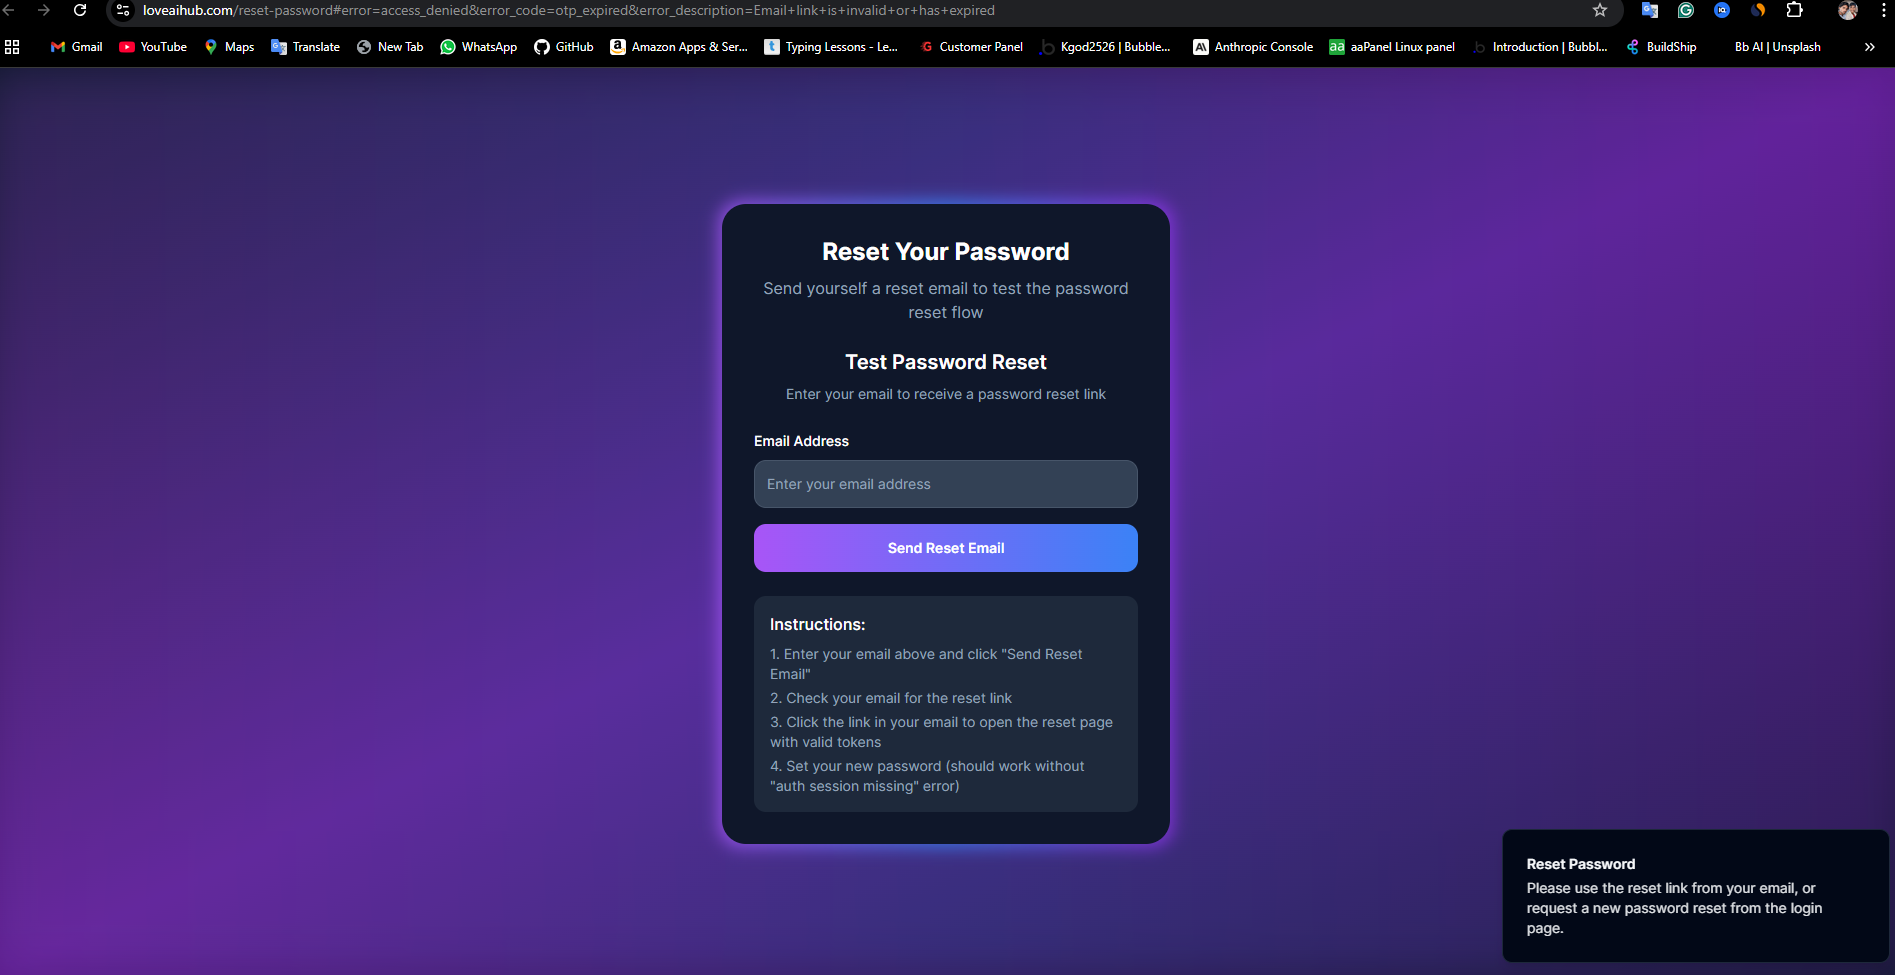 loveaihub.com/reset-password#error=access_denied&error_code=otp_expired&error_description=Email+link+is+invalid+or+has+expired
Gmail
YouTube
Maps
Translate
New Tab
WhatsApp
GitHub
Amazon Apps & Ser...
Typing Lessons - Le...
Customer Panel
Kgod2526 | Bubble...
Anthropic Console
aaPanel Linux panel
Introduction | Bubbl...
BuildShip
Bb AI | Unsplash
Reset Your Password
Send yourself a reset email to test the password
reset flow
Test Password Reset
Enter your email to receive a password reset link
Email Address
Enter your email address
Send Reset Email
Instructions:
1. Enter your email above and click "Send Reset
Email"
2. Check your email for the reset link
3. Click the link in your email to open the reset page
with valid tokens
4. Set your new password (should work without
"auth session missing" error)
Reset Password
Please use the reset link from your email, or
request a new password reset from the login
page.